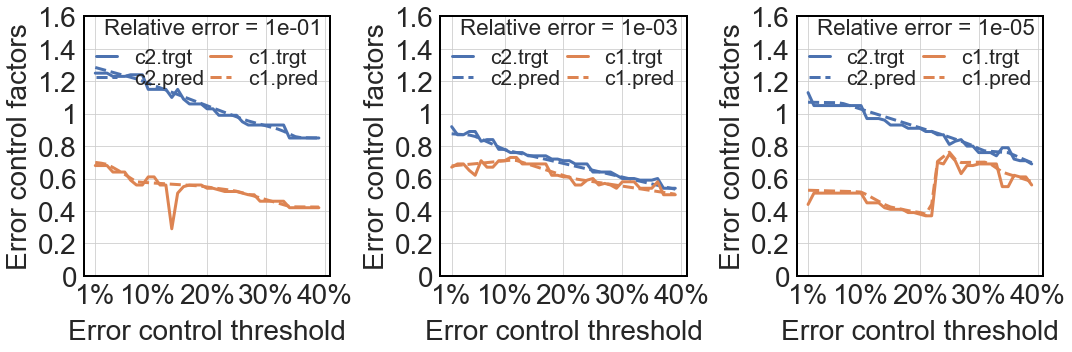 Error control factors
1.6
1.4
1.2
1
0.8
0.6
0.4
0.2
0
Relative error = 1e-01
c2.trgt c1.trgt
c2.pred c1.pred
1% 10% 20% 30% 40%
Error control threshold
Error control factors
1.6
1.4
1.2
1
0.8
0.6
0.4
0.2
0
Relative error = 1e-03
c2.trgt c1.trgt
c2.pred c1.pred
1% 10% 20% 30% 40%
Error control threshold
Error control factors
1.6
1.4
1.2
1
0.8
0.6
0.4
0.2
0
Relative error = 1e-05
c2.trgt c1.trgt
c2.pred c1.pred
1% 10% 20% 30% 40%
Error control threshold